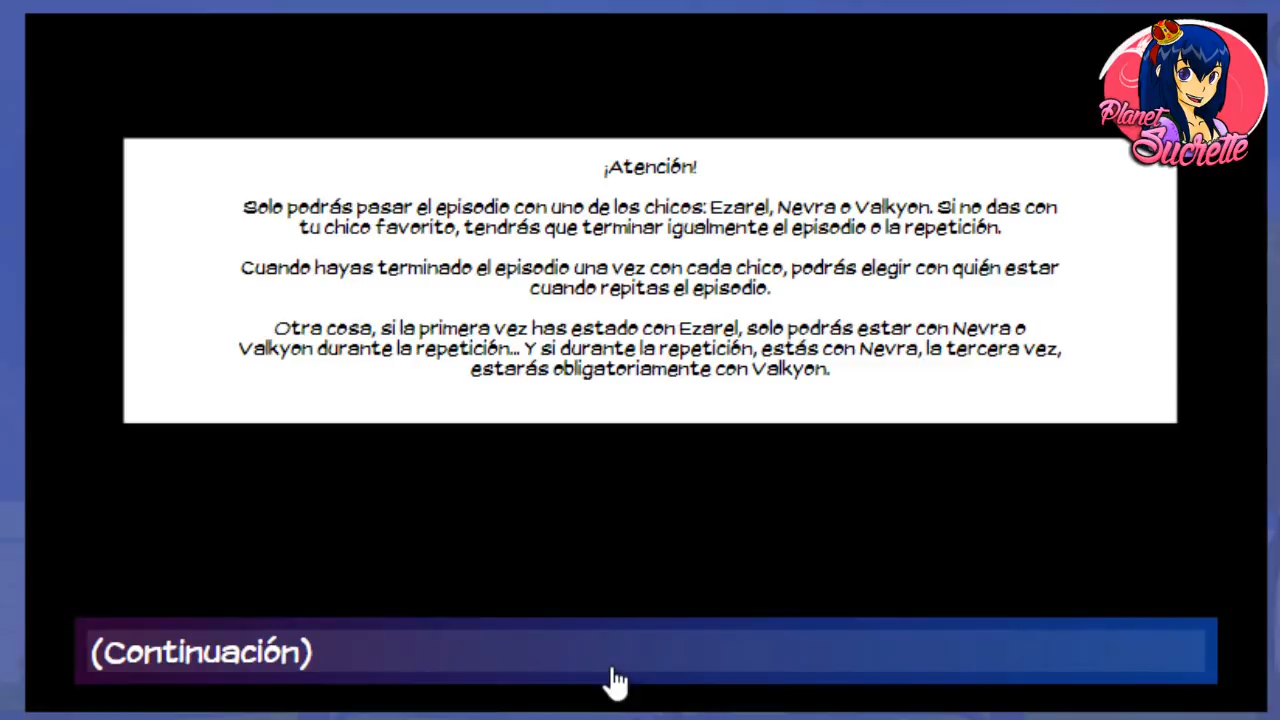 Planet
Sucrette
¡Atención!
Solo podrás pasar el episodio con uno de los chicos: Ezarel, Nevra o Valkyon. Si no das con
tu chico favorito, tendrás que terminar igualmente el episodio o la repetición.
Cuando hayas terminado el episodio una vez con cada chico, podrás elegir con quién estar
cuando repitas el episodio.
Otra cosa, si la primera vez has estado con Ezarel, solo podrás estar con Nevra o
Valkyon durante la repetición... Y si durante la repetición, estás con Nevra, la tercera vez,
estarás obligatoriamente con Valkyon.
(Continuación)